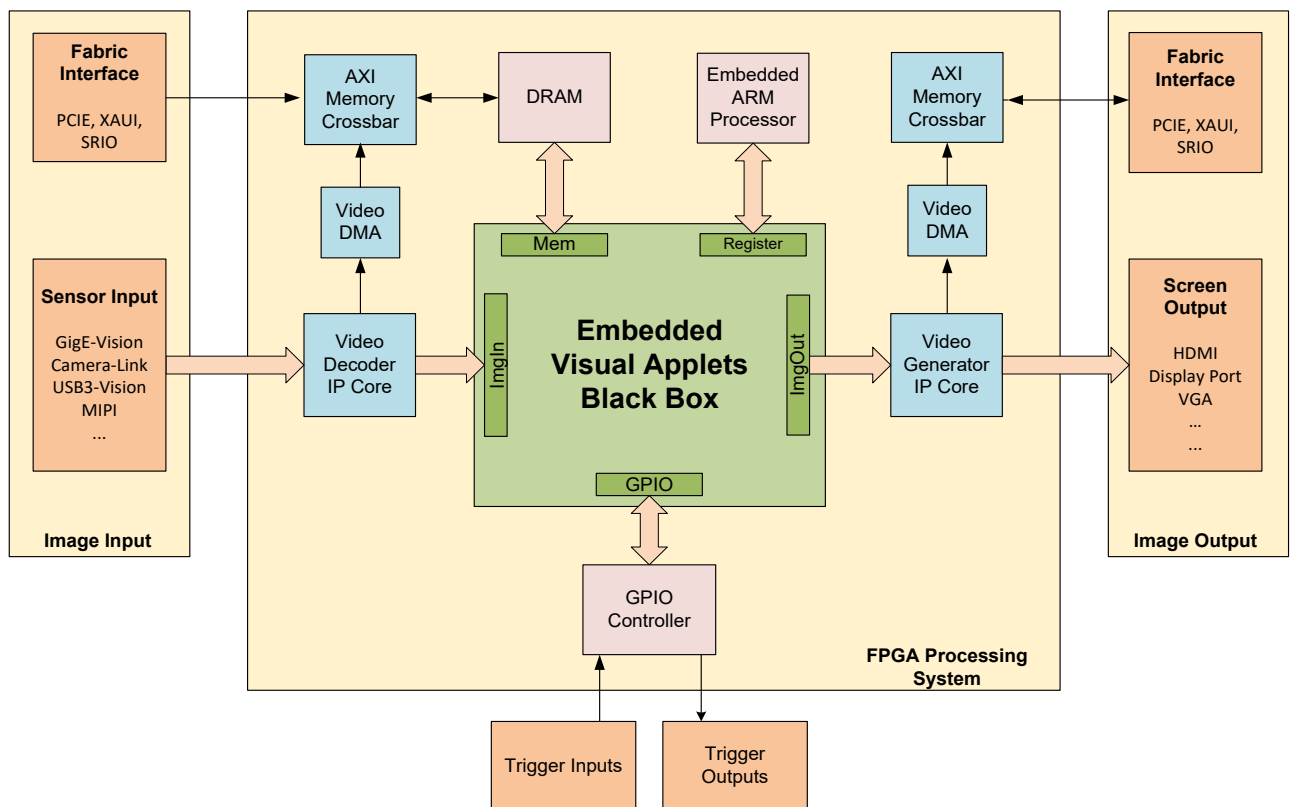 Fabric
Interface
PCIE, XAUI,
SRIO
Sensor Input
GigE-Vision
Camera-Link
USB3-Vision
MIPI
...
Image Input
AXI
Memory
Crossbar
DRAM
Embedded
ARM
Processor
AXI
Memory
Crossbar
Video
DMA
Video
DMA
Mem
Register
Video
Decoder
IP Core
ImgIn
Embedded
Visual Applets
Black Box
ImgOut
Video
Generator
IP Core
GPIO
GPIO
Controller
FPGA Processing
System
Trigger Inputs
Trigger
Outputs
Fabric
Interface
PCIE, XAUI,
SRIO
Screen
Output
HDMI
Display Port
VGA
...
...
Image Output